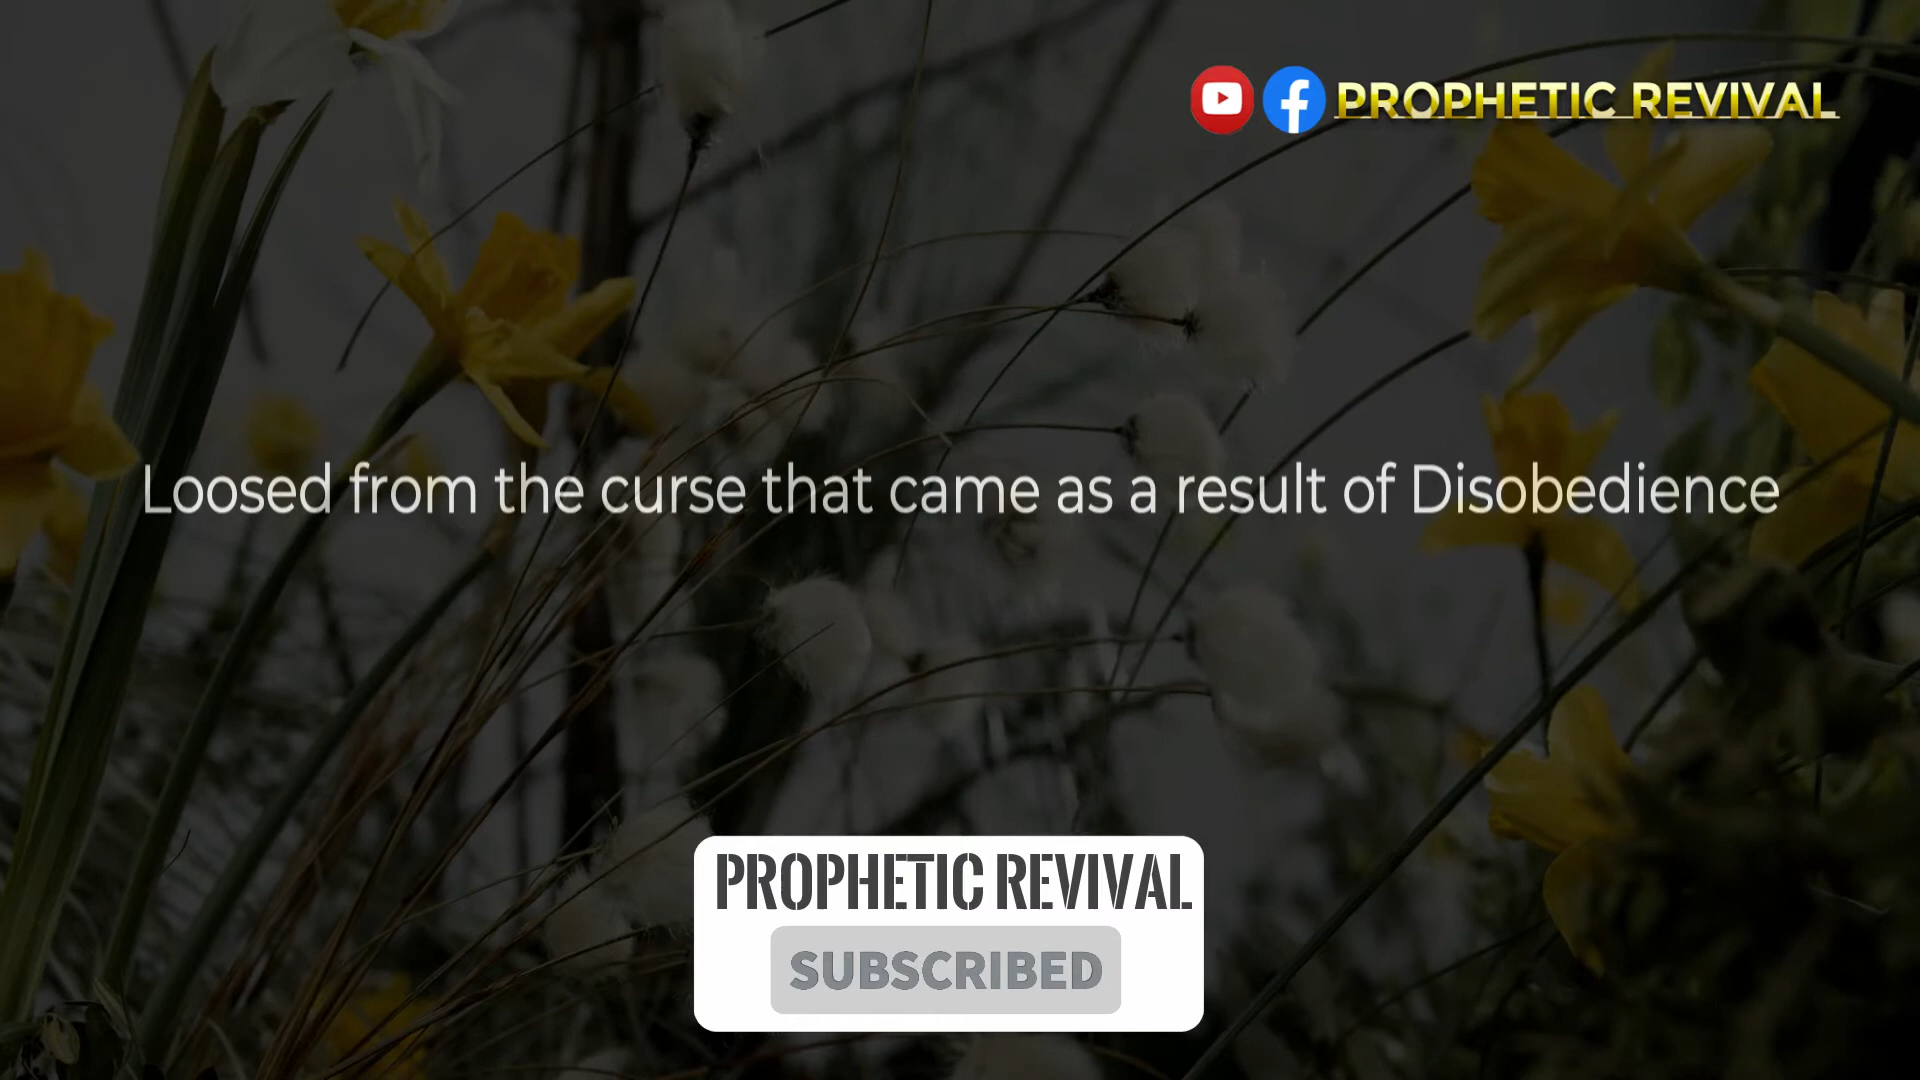 PROPHETIC REVIVAL
Loosed from the curse that came as a result of Disobedience
PROPHETIC REVIVAL
SUBSCRIBED